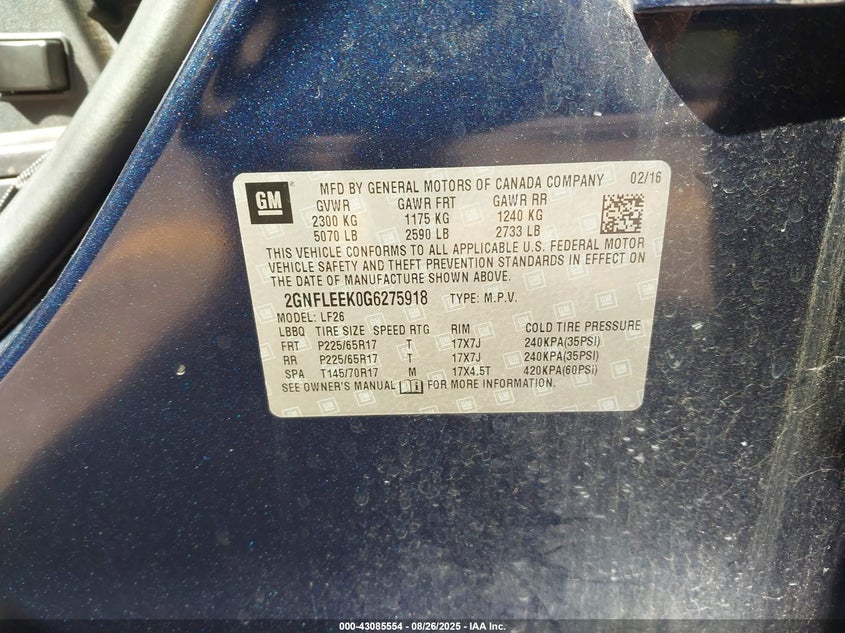 GM
MFD BY GENERAL MOTORS OF CANADA COMPANY 02/16
GVWR GAWR FRT GAWR RR
2300 KG 1175 KG 1240 KG
5070 LB 2590 LB 2733 LB
THIS VEHICLE CONFORMS TO ALL APPLICABLE U.S. FEDERAL MOTOR
VEHICLE SAFETY AND THEFT PREVENTION STANDARDS IN EFFECT ON
THE DATE OF MANUFACTURE SHOWN ABOVE.
2GNFLEEK0G6275918 TYPE: M.P.V.
MODEL: LF26
LBBQ TIRE SIZE SPEED RTG RIM COLD TIRE PRESSURE
FRT P225/65R17 T 17X7J 240KPA(35PSI)
RR P225/65R17 T 17X7J 240KPA(35PSI)
SPA T145/70R17 M 17X4.5T 420KPA(60PSI)
SEE OWNER'S MANUAL FOR MORE INFORMATION.
000-43085554 - 08/26/2025 - IAA Inc.